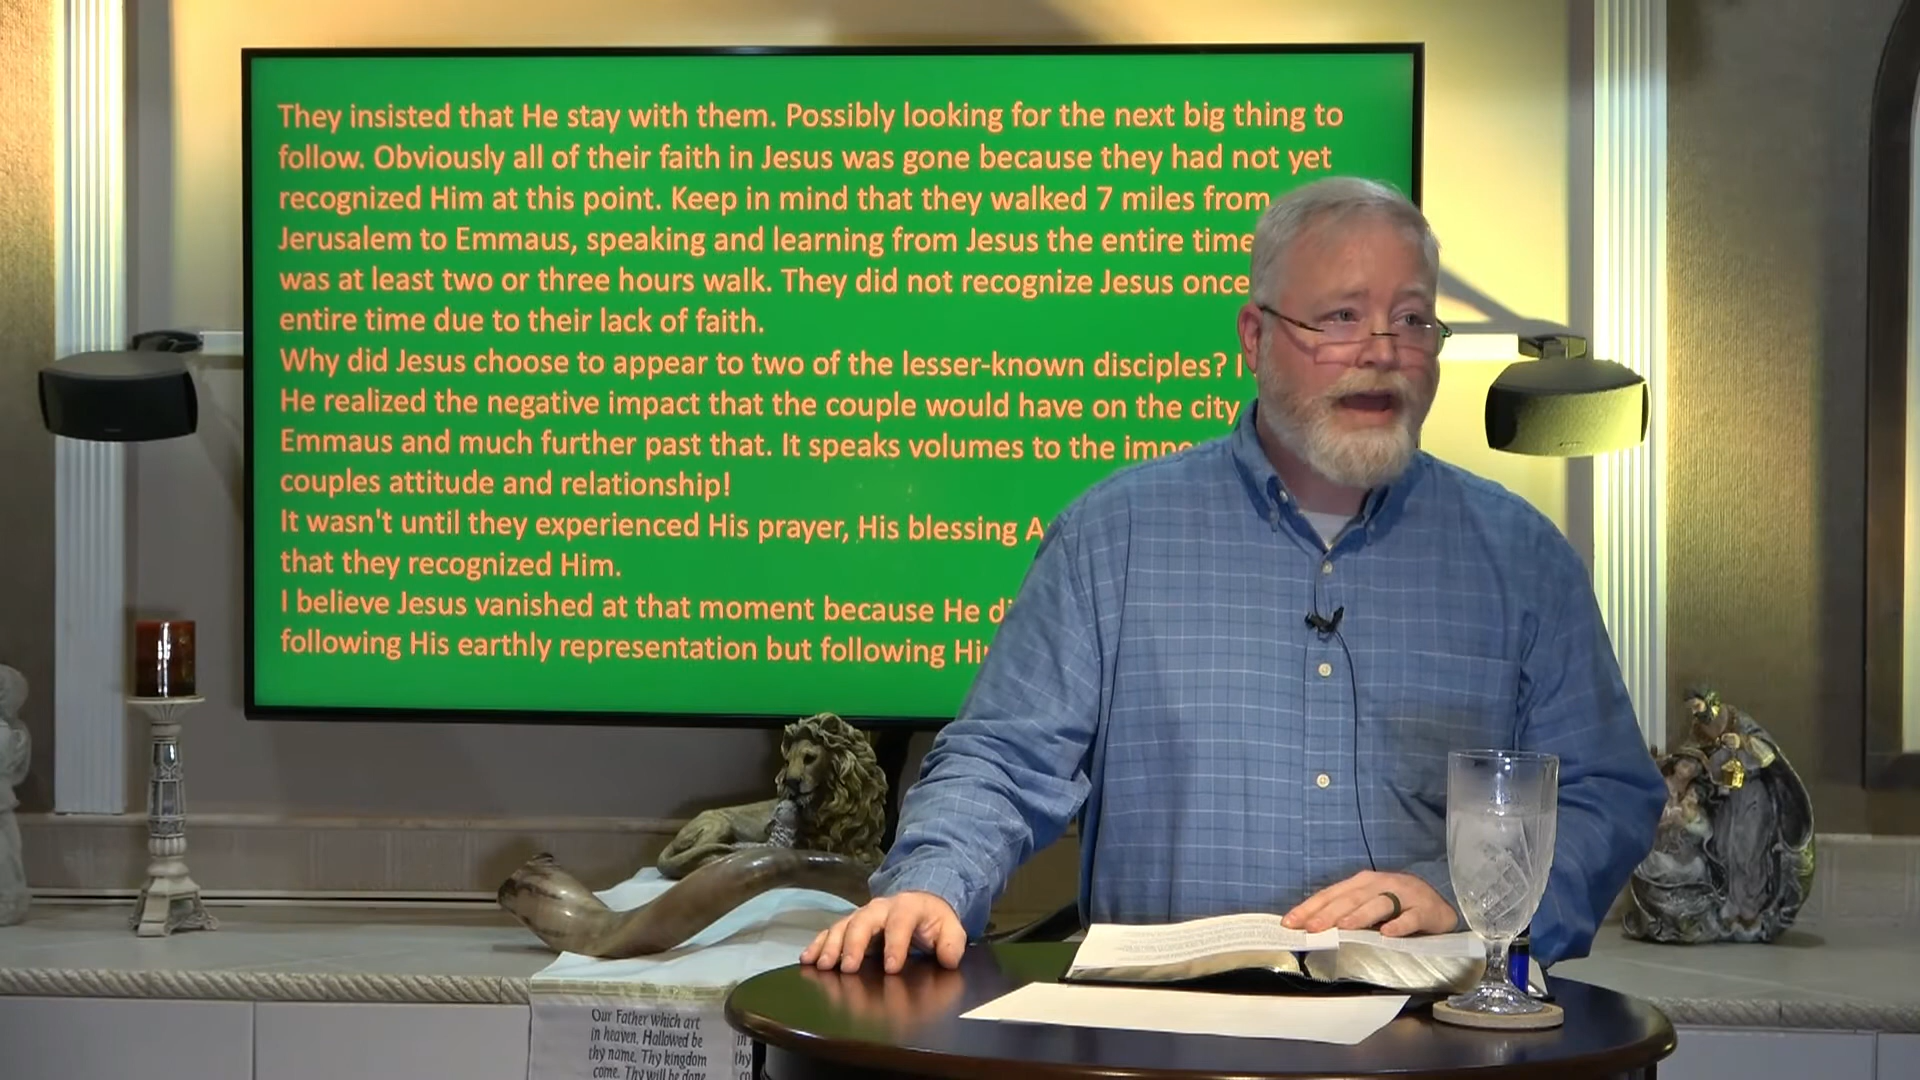 They insisted that He stay with them. Possibly looking for the next big thing to
follow. Obviously all of their faith in Jesus was gone because they had not yet
recognized Him at this point. Keep in mind that they walked 7 miles from
Jerusalem to Emmaus, speaking and learning from Jesus the entire time
was at least two or three hours walk. They did not recognize Jesus once
entire time due to their lack of faith.
Why did Jesus choose to appear to two of the lesser-known disciples? I
He realized the negative impact that the couple would have on the city
Emmaus and much further past that. It speaks volumes to the
couples attitude and relationship!
It wasn't until they experienced His prayer, His blessing
that they recognized Him.
I believe Jesus vanished at that moment because He
following His earthly representation but following
Our Father which art
in heaven, Hallowed be
thy name. Thy kingdom
come. Thy will be done